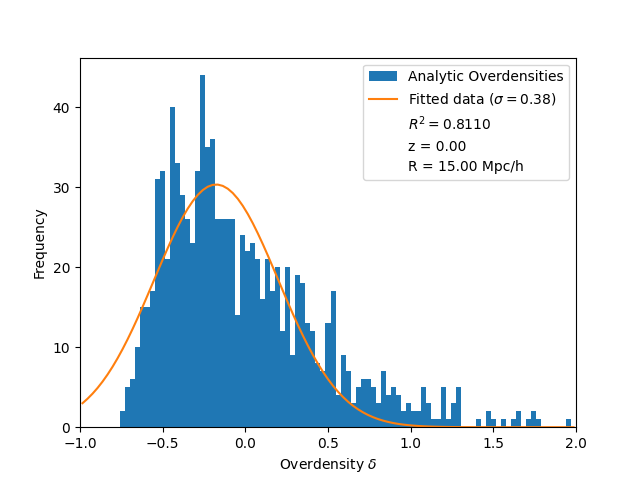 Analytic Overdensities
Fitted data (σ = 0.38)
R² = 0.8110
z = 0.00
R = 15.00 Mpc/h
40
30
20
10
0
Frequency
−1.0 −0.5 0.0 0.5 1.0 1.5 2.0
Overdensity δ